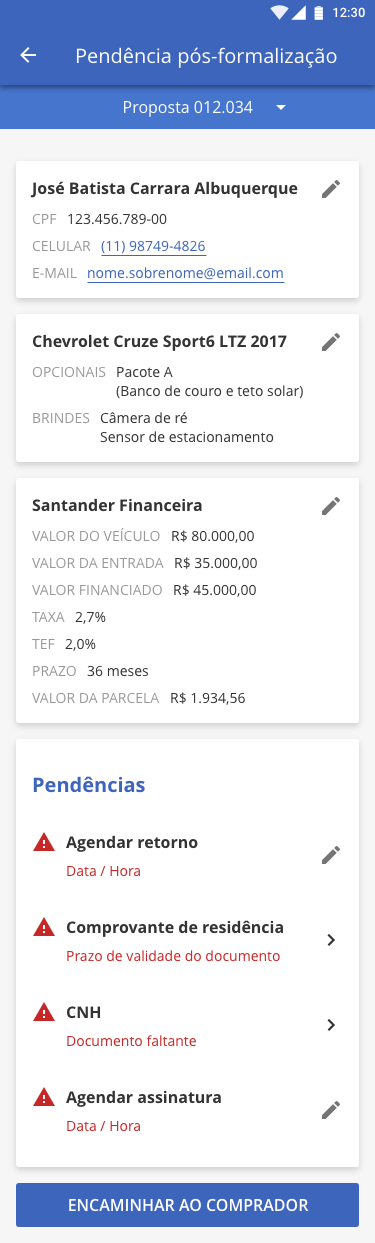 12:30
Pendência pós-formalização
Proposta 012.034
José Batista Carrara Albuquerque
CPF 123.456.789-00
CELULAR (11) 98749-4826
E-MAIL nome.sobrenome@email.com
Chevrolet Cruze Sport6 LTZ 2017
OPCIONAIS Pacote A
(Banco de couro e teto solar)
BRINDES Câmera de ré
Sensor de estacionamento
Santander Financeira
VALOR DO VEÍCULO R$ 80.000,00
VALOR DA ENTRADA R$ 35.000,00
VALOR FINANCIADO R$ 45.000,00
TAXA 2,7%
TEF 2,0%
PRAZO 36 meses
VALOR DA PARCELA R$ 1.934,56
Pendências
Agendar retorno
Data / Hora
Comprovante de residência
Prazo de validade do documento
CNH
Documento faltante
Agendar assinatura
Data / Hora
ENCAMINHAR AO COMPRADOR